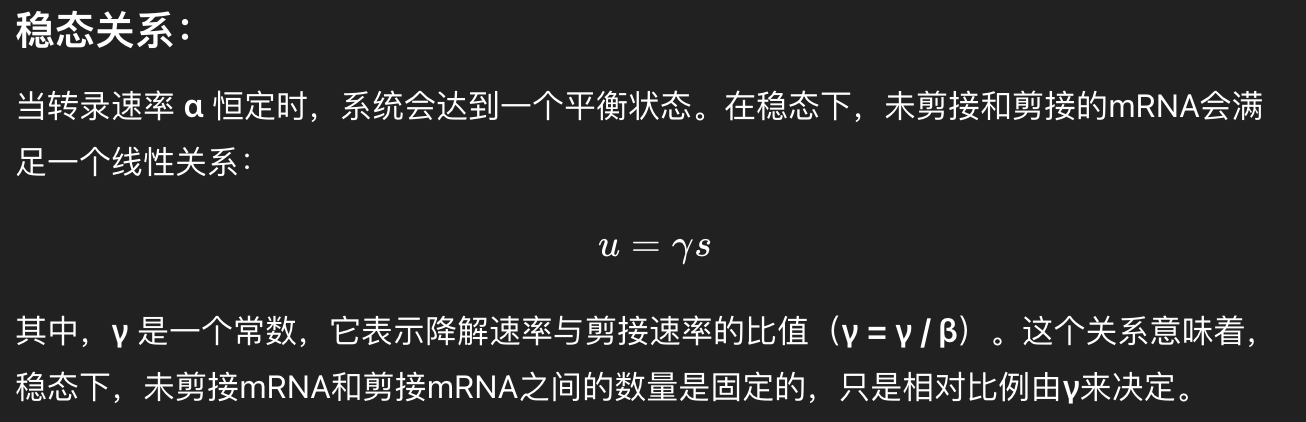 稳态关系：
当转录速率 α 恒定时，系统会达到一个平衡状态。在稳态下，未剪接和剪接的mRNA会满
足一个线性关系：
u = γs
其中，γ 是一个常数，它表示降解速率与剪接速率的比值（γ = γ / β）。这个关系意味着，
稳态下，未剪接mRNA和剪接mRNA之间的数量是固定的，只是相对比例由γ来决定。